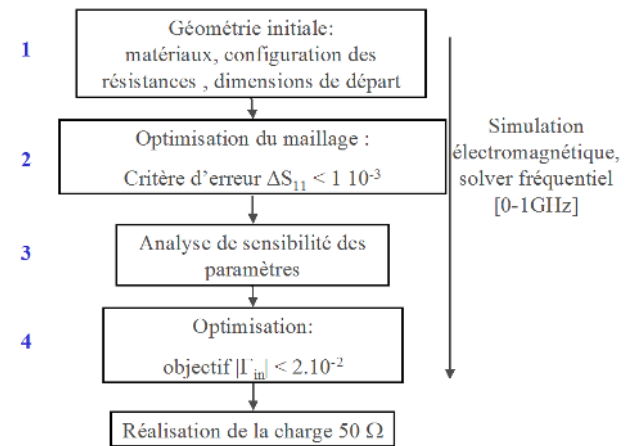 1
Géométrie initiale:
matériaux, configuration des
résistances , dimensions de départ
2
Optimisation du maillage :
Critère d'erreur ΔS11 < 1 10-3
3
Analyse de sensibilité des
paramètres
4
Optimisation:
objectif |Γin| < 2.10-2
Réalisation de la charge 50 Ω
Simulation
électromagnétique,
solver fréquentiel
[0-1GHz]